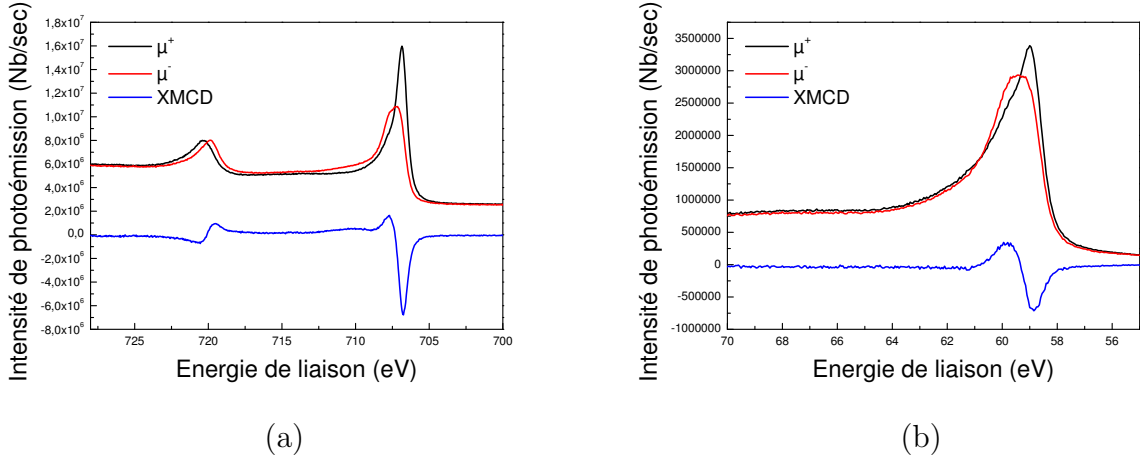 Intensité de photoémission (Nb/sec)
1,8x10⁷
1,6x10⁷
1,4x10⁷
1,2x10⁷
1,0x10⁷
8,0x10⁶
6,0x10⁶
4,0x10⁶
2,0x10⁶
0,0
-2,0x10⁶
-4,0x10⁶
-6,0x10⁶
-8,0x10⁶
μ⁺
μ⁻
XMCD
725 720 715 710 705 700
Energie de liaison (eV)
(a)
Intensité de photoémission (Nb/sec)
3500000
3000000
2500000
2000000
1500000
1000000
500000
0
-500000
-1000000
μ⁺
μ⁻
XMCD
70 68 66 64 62 60 58 56
Energie de liaison (eV)
(b)